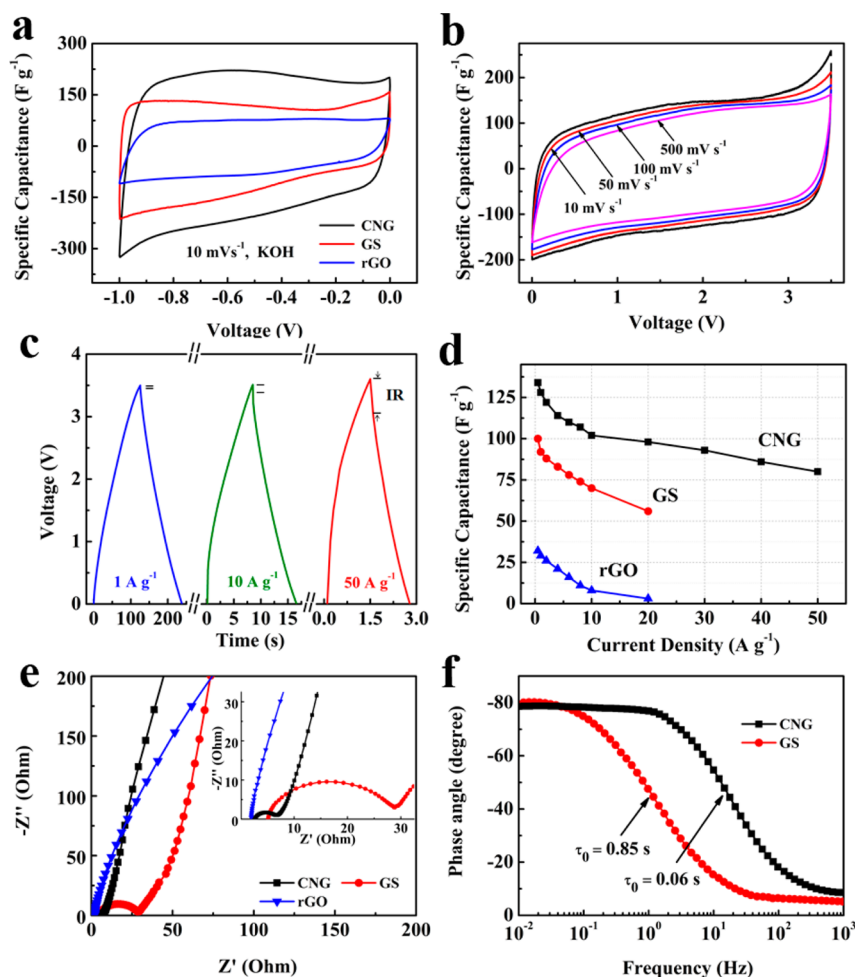 a
Specific Capacitance (F g⁻¹)
300
150
0
-150
-300
CNG
GS
rGO
10 mVs⁻¹, KOH
-1.0 -0.8 -0.6 -0.4 -0.2 0.0
Voltage (V)
b
Specific Capacitance (F g⁻¹)
200
100
0
-100
-200
500 mV s⁻¹
100 mV s⁻¹
50 mV s⁻¹
10 mV s⁻¹
0 1 2 3
Voltage (V)
c
Voltage (V)
4
3
2
1
0
IR
1 A g⁻¹
10 A g⁻¹
50 A g⁻¹
0 100 200 0 5 10 15 0.0 1.5 3.0
Time (s)
d
Specific Capacitance (F g⁻¹)
125
100
75
50
25
0
CNG
GS
rGO
0 10 20 30 40 50
Current Density (A g⁻¹)
e
-Z'' (Ohm)
200
150
100
50
0
-Z'' (Ohm)
30
20
10
0
0 10 20 30
Z' (Ohm)
CNG
GS
rGO
0 50 100 150 200
Z' (Ohm)
f
Phase angle (degree)
-80
-60
-40
-20
0
CNG
GS
τ₀ = 0.85 s
τ₀ = 0.06 s
10⁻² 10⁻¹ 10⁰ 10¹ 10² 10³
Frequency (Hz)